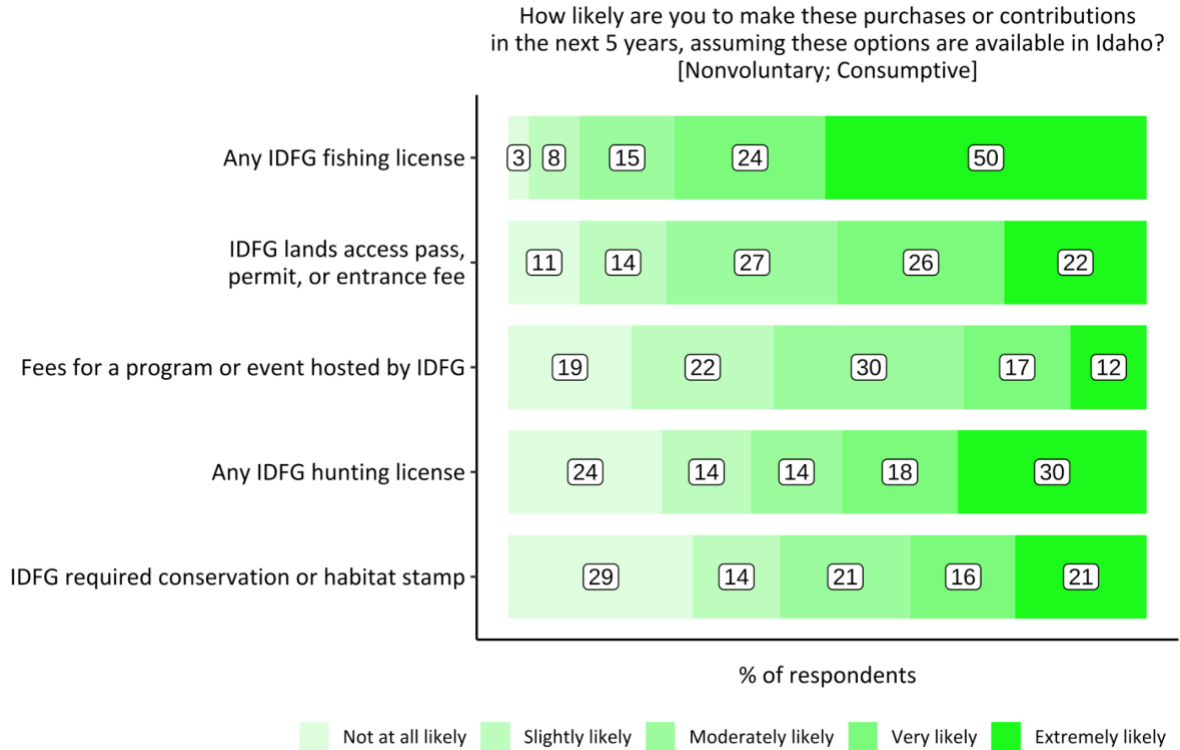 How likely are you to make these purchases or contributions
in the next 5 years, assuming these options are available in Idaho?
[Nonvoluntary; Consumptive]
Any IDFG fishing license
3 8 15 24 50
IDFG lands access pass,
permit, or entrance fee
11 14 27 26 22
Fees for a program or event hosted by IDFG
19 22 30 17 12
Any IDFG hunting license
24 14 14 18 30
IDFG required conservation or habitat stamp
29 14 21 16 21
% of respondents
Not at all likely Slightly likely Moderately likely Very likely Extremely likely